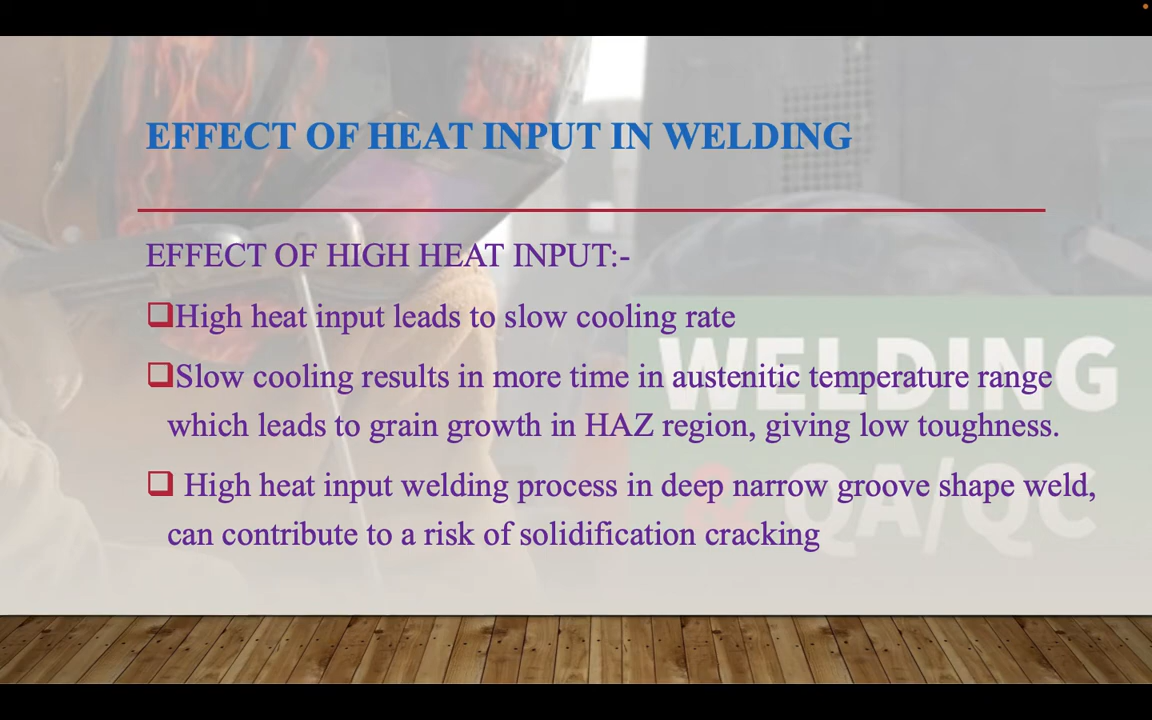 EFFECT OF HEAT INPUT IN WELDING
EFFECT OF HIGH HEAT INPUT:-
High heat input leads to slow cooling rate
Slow cooling results in more time in austenitic temperature range
which leads to grain growth in HAZ region, giving low toughness.
High heat input welding process in deep narrow groove shape weld,
can contribute to a risk of solidification cracking
WELDING
& QA/QC